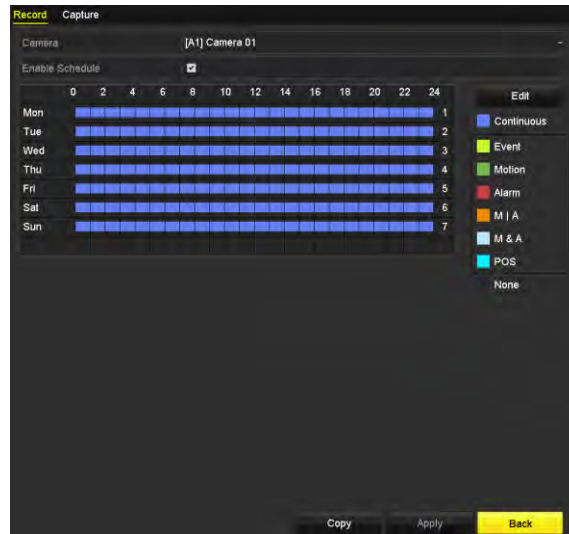 Record Capture
Camera [A1] Camera 01
Enable Schedule
0 2 4 6 8 10 12 14 16 18 20 22 24
Edit
Mon 1
Continuous
Tue 2
Wed 3
Event
Thu 4
Motion
Fri 5
Alarm
Sat 6
M | A
Sun 7
M & A
POS
None
Copy Apply Back